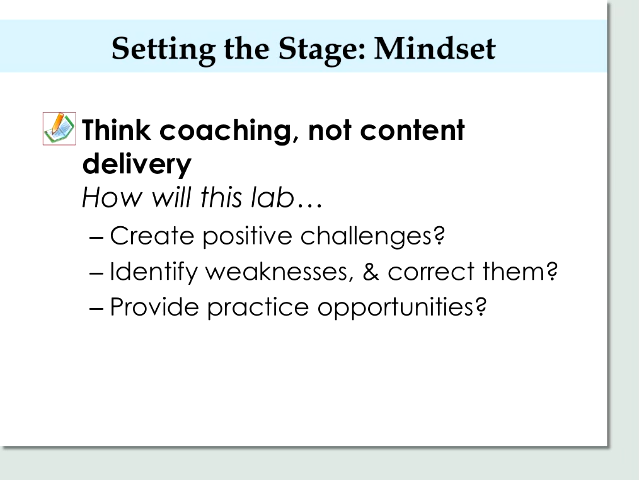 Setting the Stage: Mindset
Think coaching, not content
delivery
How will this lab…
– Create positive challenges?
– Identify weaknesses, & correct them?
– Provide practice opportunities?